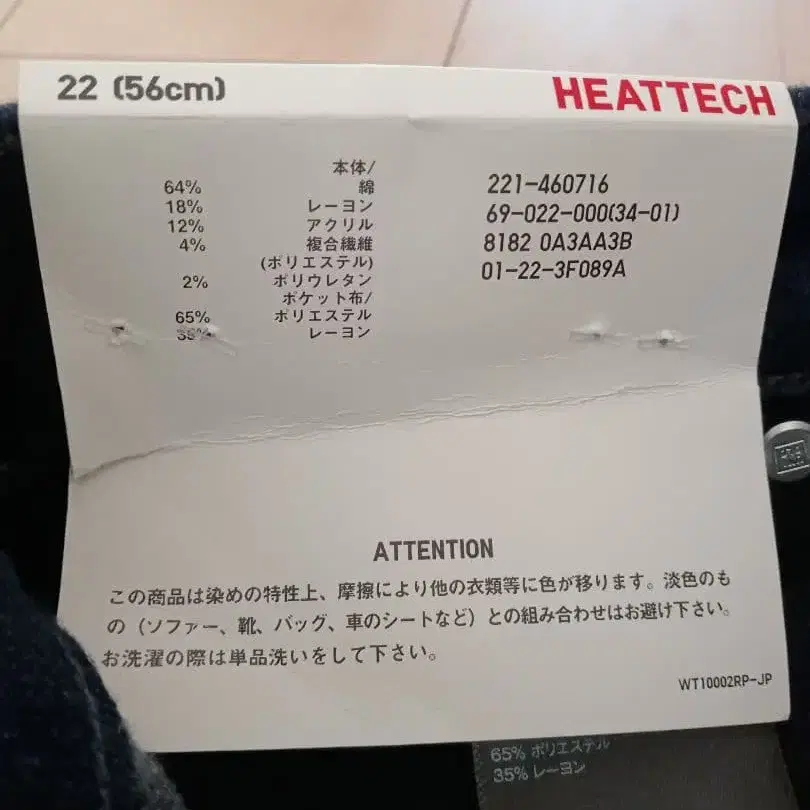 22 (56cm)
HEATTECH
本体/
64% 綿
18% レーヨン
12% アクリル
4% 複合繊維
(ポリエステル)
2% ポリウレタン
ポケット布/
65% ポリエステル
35% レーヨン
221-460716
69-022-000(34-01)
8182 0A3AA3B
01-22-3F089A
ATTENTION
この商品は染めの特性上、摩擦により他の衣類等に色が移ります。淡色のも
の（ソファー、靴、バッグ、車のシートなど）との組み合わせはお避け下さい。
お洗濯の際は単品洗いをして下さい。
WT10002RP-JP
65% ポリエステル
35% レーヨン